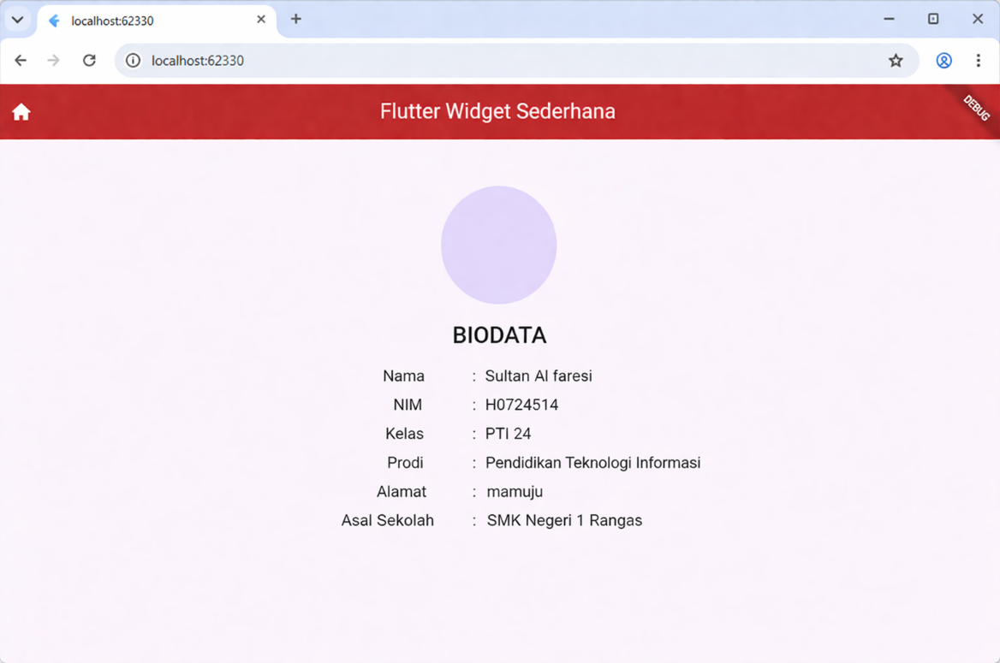 localhost:62330
localhost:62330
Flutter Widget Sederhana
DEBUG
BIODATA
Nama : Sultan Al faresi
NIM : H0724514
Kelas : PTI 24
Prodi : Pendidikan Teknologi Informasi
Alamat : mamuju
Asal Sekolah : SMK Negeri 1 Rangas